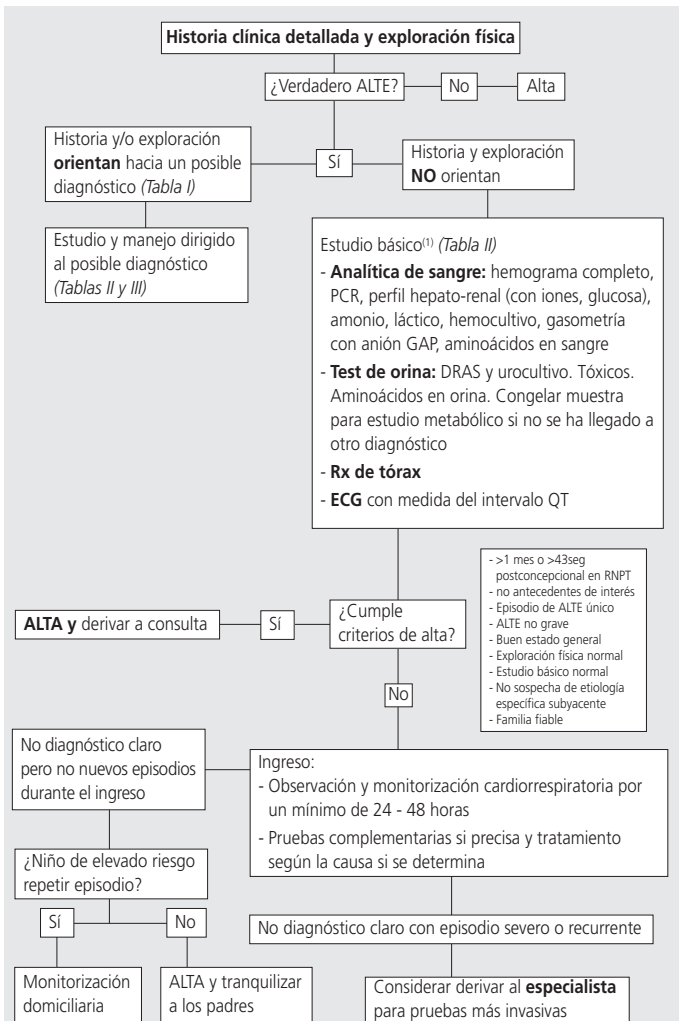 Historia clínica detallada y exploración física
¿Verdadero ALTE?
No
Alta
Historia y/o exploración
orientan hacia un posible
diagnóstico (Tabla I)
Sí
Historia y exploración
NO orientan
Estudio y manejo dirigido
al posible diagnóstico
(Tablas II y III)
Estudio básico(1) (Tabla II)
- Analítica de sangre: hemograma completo,
PCR, perfil hepato-renal (con iones, glucosa),
amonio, láctico, hemocultivo, gasometría
con anión GAP, aminoácidos en sangre
- Test de orina: DRAS y urocultivo. Tóxicos.
Aminoácidos en orina. Congelar muestra
para estudio metabólico si no se ha llegado a
otro diagnóstico
- Rx de tórax
- ECG con medida del intervalo QT
- >1 mes o >43seg
postconcepcional en RNPT
- no antecedentes de interés
- Episodio de ALTE único
- ALTE no grave
- Buen estado general
- Exploración física normal
- Estudio básico normal
- No sospecha de etiología
específica subyacente
- Familia fiable
ALTA y derivar a consulta
Sí
¿Cumple
criterios de alta?
No
No diagnóstico claro
pero no nuevos episodios
durante el ingreso
Ingreso:
- Observación y monitorización cardiorrespiratoria por
un mínimo de 24 - 48 horas
- Pruebas complementarias si precisa y tratamiento
según la causa si se determina
¿Niño de elevado riesgo
repetir episodio?
Sí
No
No diagnóstico claro con episodio severo o recurrente
Monitorización
domiciliaria
ALTA y tranquilizar
a los padres
Considerar derivar al especialista
para pruebas más invasivas